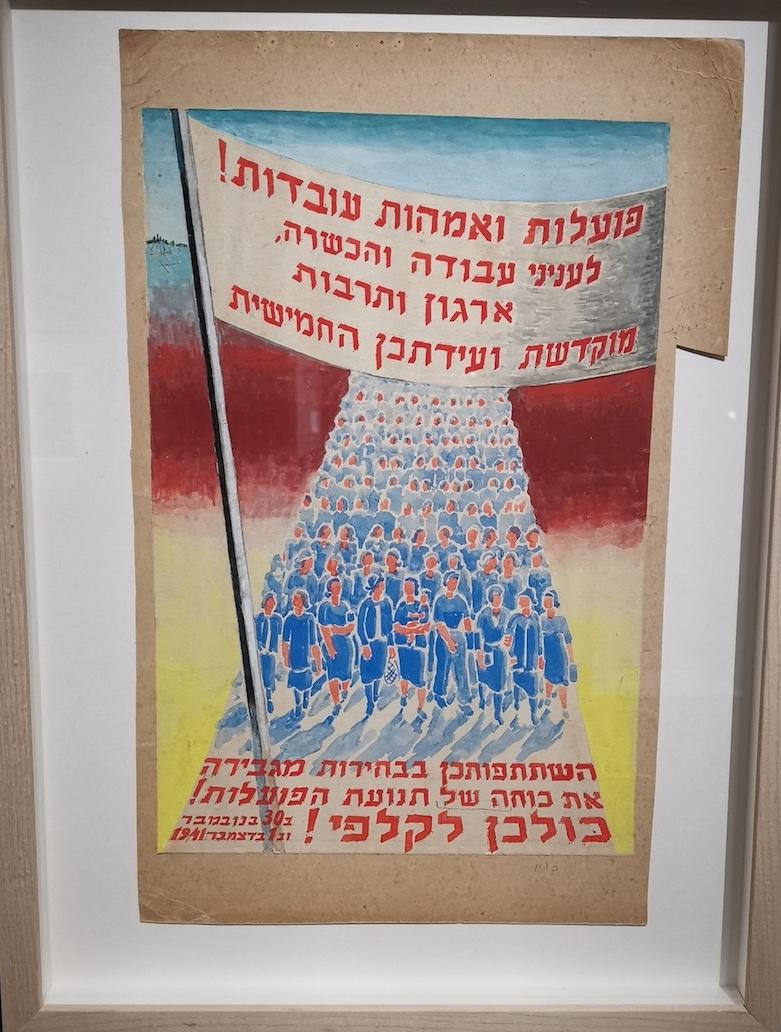 פועלות ואמהות עובדות!
לעניני עבודה והכשרה,
ארגון ותרבות
מוקדשת ועידתכן החמישית
השתתפותכן בבחירות מגבירה
את כוחה של תנועת הפועלות!
כולכן לקלפי!
ב30 בנובמבר
וב1 בדצמבר 1941